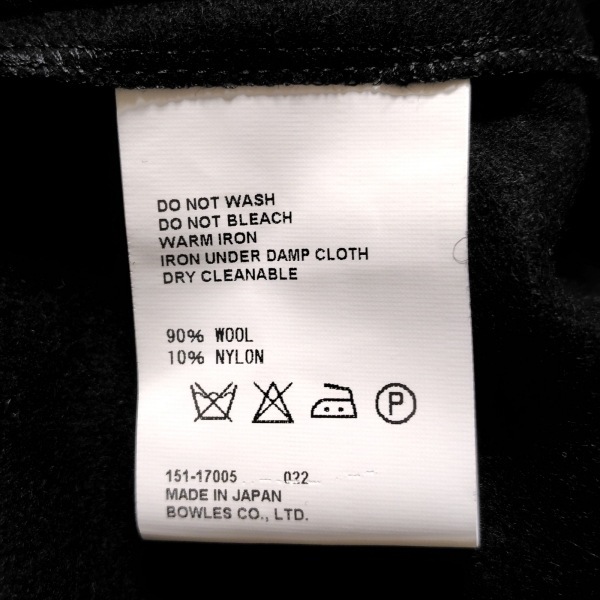 DO NOT WASH
DO NOT BLEACH
WARM IRON
IRON UNDER DAMP CLOTH
DRY CLEANABLE
90% WOOL
10% NYLON
P
151-17005 022
MADE IN JAPAN
BOWLES CO., LTD.